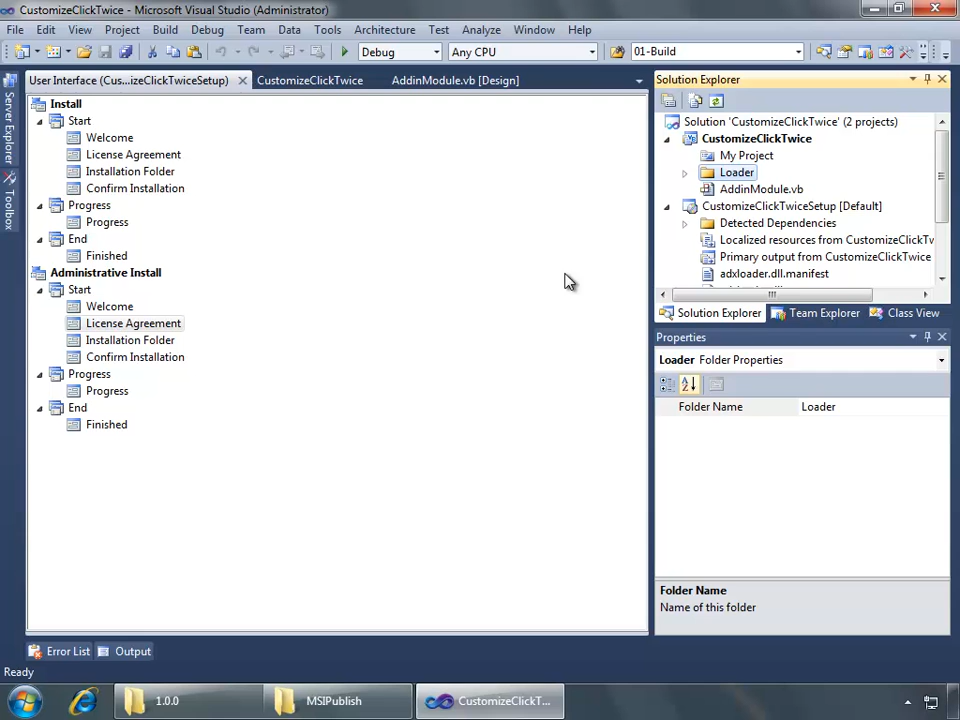 CustomizeClickTwice - Microsoft Visual Studio (Administrator)
File Edit View Project Build Debug Team Data Tools Architecture Test Analyze Window Help
Debug Any CPU 01-Build
Server Explorer
Toolbox
User Interface (Cus...izeClickTwiceSetup) CustomizeClickTwice AddinModule.vb [Design]
Install
Start
Welcome
License Agreement
Installation Folder
Confirm Installation
Progress
Progress
End
Finished
Administrative Install
Start
Welcome
License Agreement
Installation Folder
Confirm Installation
Progress
Progress
End
Finished
Solution Explorer
Solution 'CustomizeClickTwice' (2 projects)
CustomizeClickTwice
My Project
Loader
AddinModule.vb
CustomizeClickTwiceSetup [Default]
Detected Dependencies
Localized resources from CustomizeClickTv
Primary output from CustomizeClickTwice
adxloader.dll.manifest
Solution Explorer Team Explorer Class View
Properties
Loader Folder Properties
Folder Name Loader
Folder Name
Name of this folder
Error List Output
Ready
1.0.0 MSIPublish CustomizeClickT...